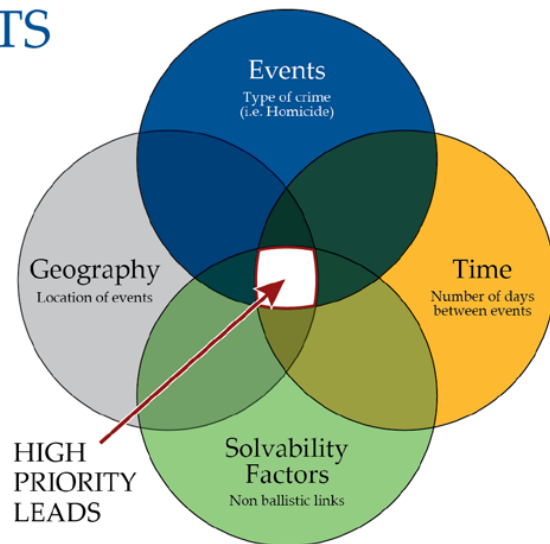 TS
Events
Type of crime
(i.e. Homicide)
Geography
Location of events
Time
Number of days
between events
Solvability
Factors
Non ballistic links
HIGH
PRIORITY
LEADS